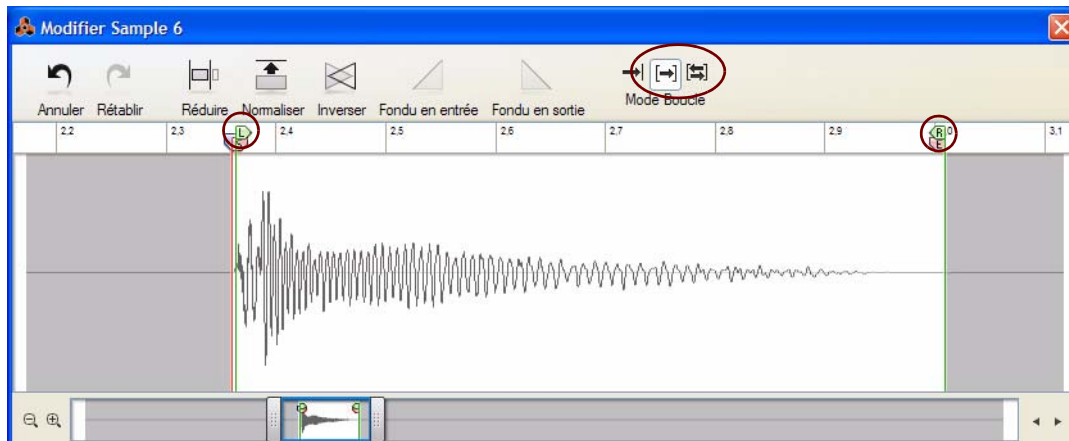 Modifier Sample 6
Annuler Rétablir Réduire Normaliser Inverser Fondu en entrée Fondu en sortie Mode Boucle
2,2 2,3 L 2,4 2,5 2,6 2,7 2,8 2,9 R 0 3,1
S E